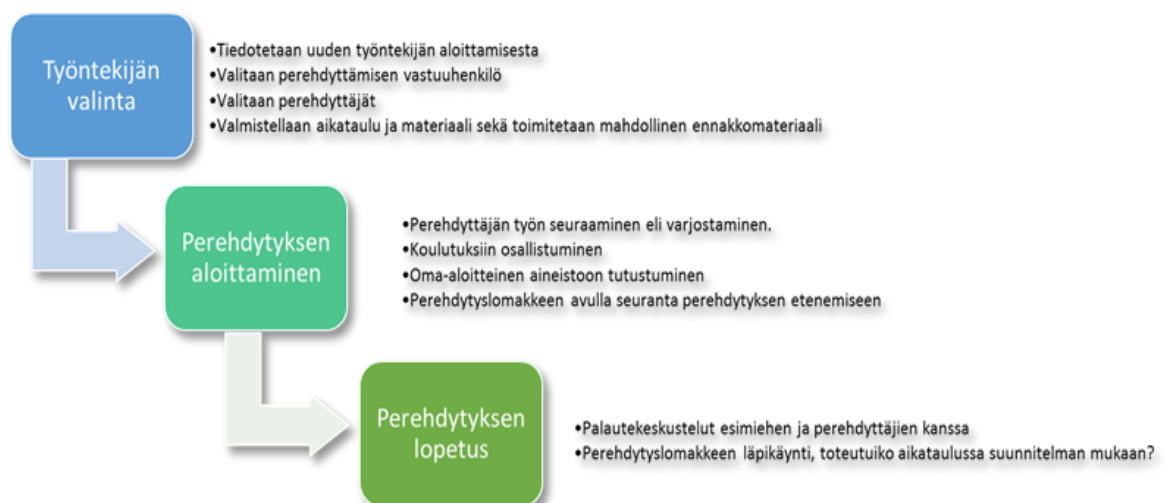 Työntekijän
valinta
•Tiedotetaan uuden työntekijän aloittamisesta
•Valitaan perehdyttämisen vastuuhenkilö
•Valitaan perehdyttäjät
•Valmistellaan aikataulu ja materiaali sekä toimitetaan mahdollinen ennakkomateriaali
Perehdytyksen
aloittaminen
•Perehdyttäjän työn seuraaminen eli varjostaminen.
•Koulutuksiin osallistuminen
•Oma-aloitteinen aineistoon tutustuminen
•Perehdytyslomakkeen avulla seuranta perehdytyksen etenemiseen
Perehdytyksen
lopetus
•Palautekeskustelut esimiehen ja perehdyttäjien kanssa
•Perehdytyslomakkeen läpikäynti, toteutuiko aikataulussa suunnitelman mukaan?